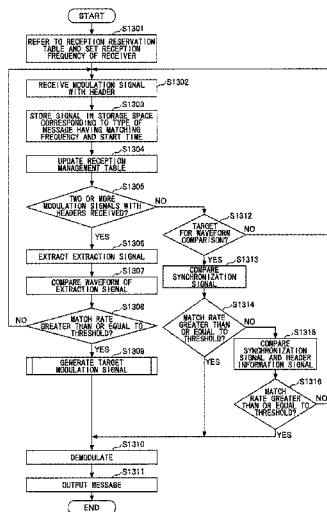 START
S1301
REFER TO RECEPTION RESERVATION
TABLE AND SET RECEPTION
FREQUENCY OF RECEIVER
S1302
RECEIVE MODULATION SIGNAL
WITH HEADER
S1303
STORE SIGNAL IN STORAGE SPACE
CORRESPONDING TO TYPE OF
MESSAGE HAVING MATCHING
FREQUENCY AND START TIME
S1304
UPDATE RECEPTION
MANAGEMENT TABLE
S1305
TWO OR MORE
MODULATION SIGNALS WITH
HEADERS RECEIVED?
NO
YES
S1312
TARGET
FOR WAVEFORM
COMPARISON?
NO
YES
S1306
EXTRACT EXTRACTION SIGNAL
S1307
COMPARE WAVEFORM OF
EXTRACTION SIGNAL
S1313
COMPARE
SYNCHRONIZATION
SIGNAL
S1308
MATCH RATE
GREATER THAN OR EQUAL TO
THRESHOLD?
NO
YES
S1314
MATCH RATE
GREATER THAN
OR EQUAL TO
THRESHOLD?
NO
YES
S1309
GENERATE TARGET
MODULATION SIGNAL
S1315
COMPARE
SYNCHRONIZATION
SIGNAL AND HEADER
INFORMATION SIGNAL
S1316
MATCH
RATE GREATER
THAN OR EQUAL TO
THRESHOLD?
NO
YES
S1310
DEMODULATE
S1311
OUTPUT MESSAGE
END